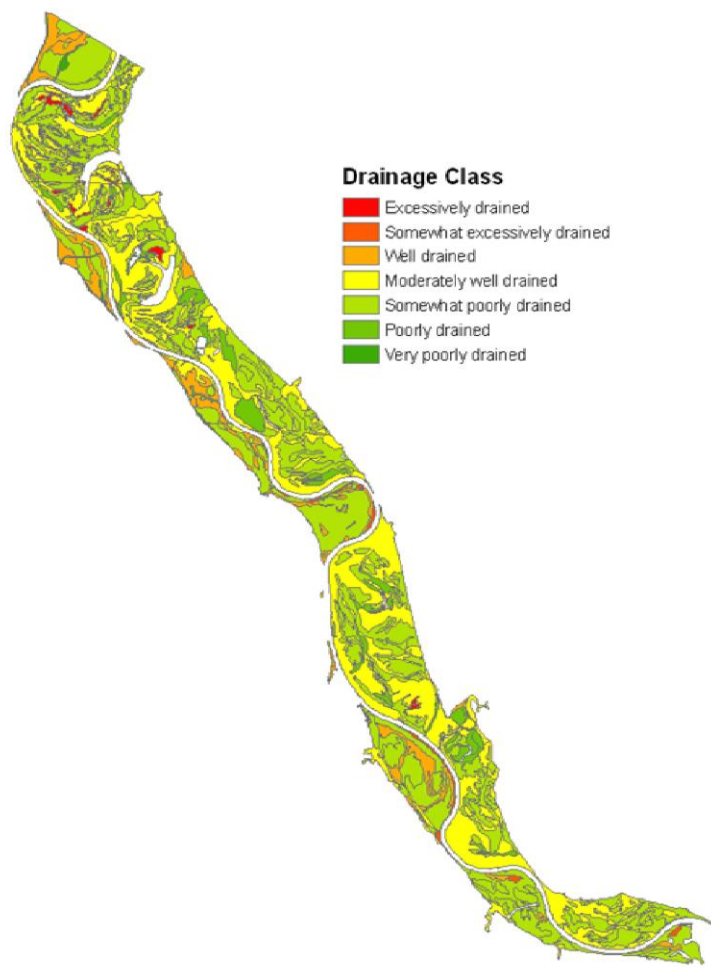 Drainage Class
Excessively drained
Somewhat excessively drained
Well drained
Moderately well drained
Somewhat poorly drained
Poorly drained
Very poorly drained